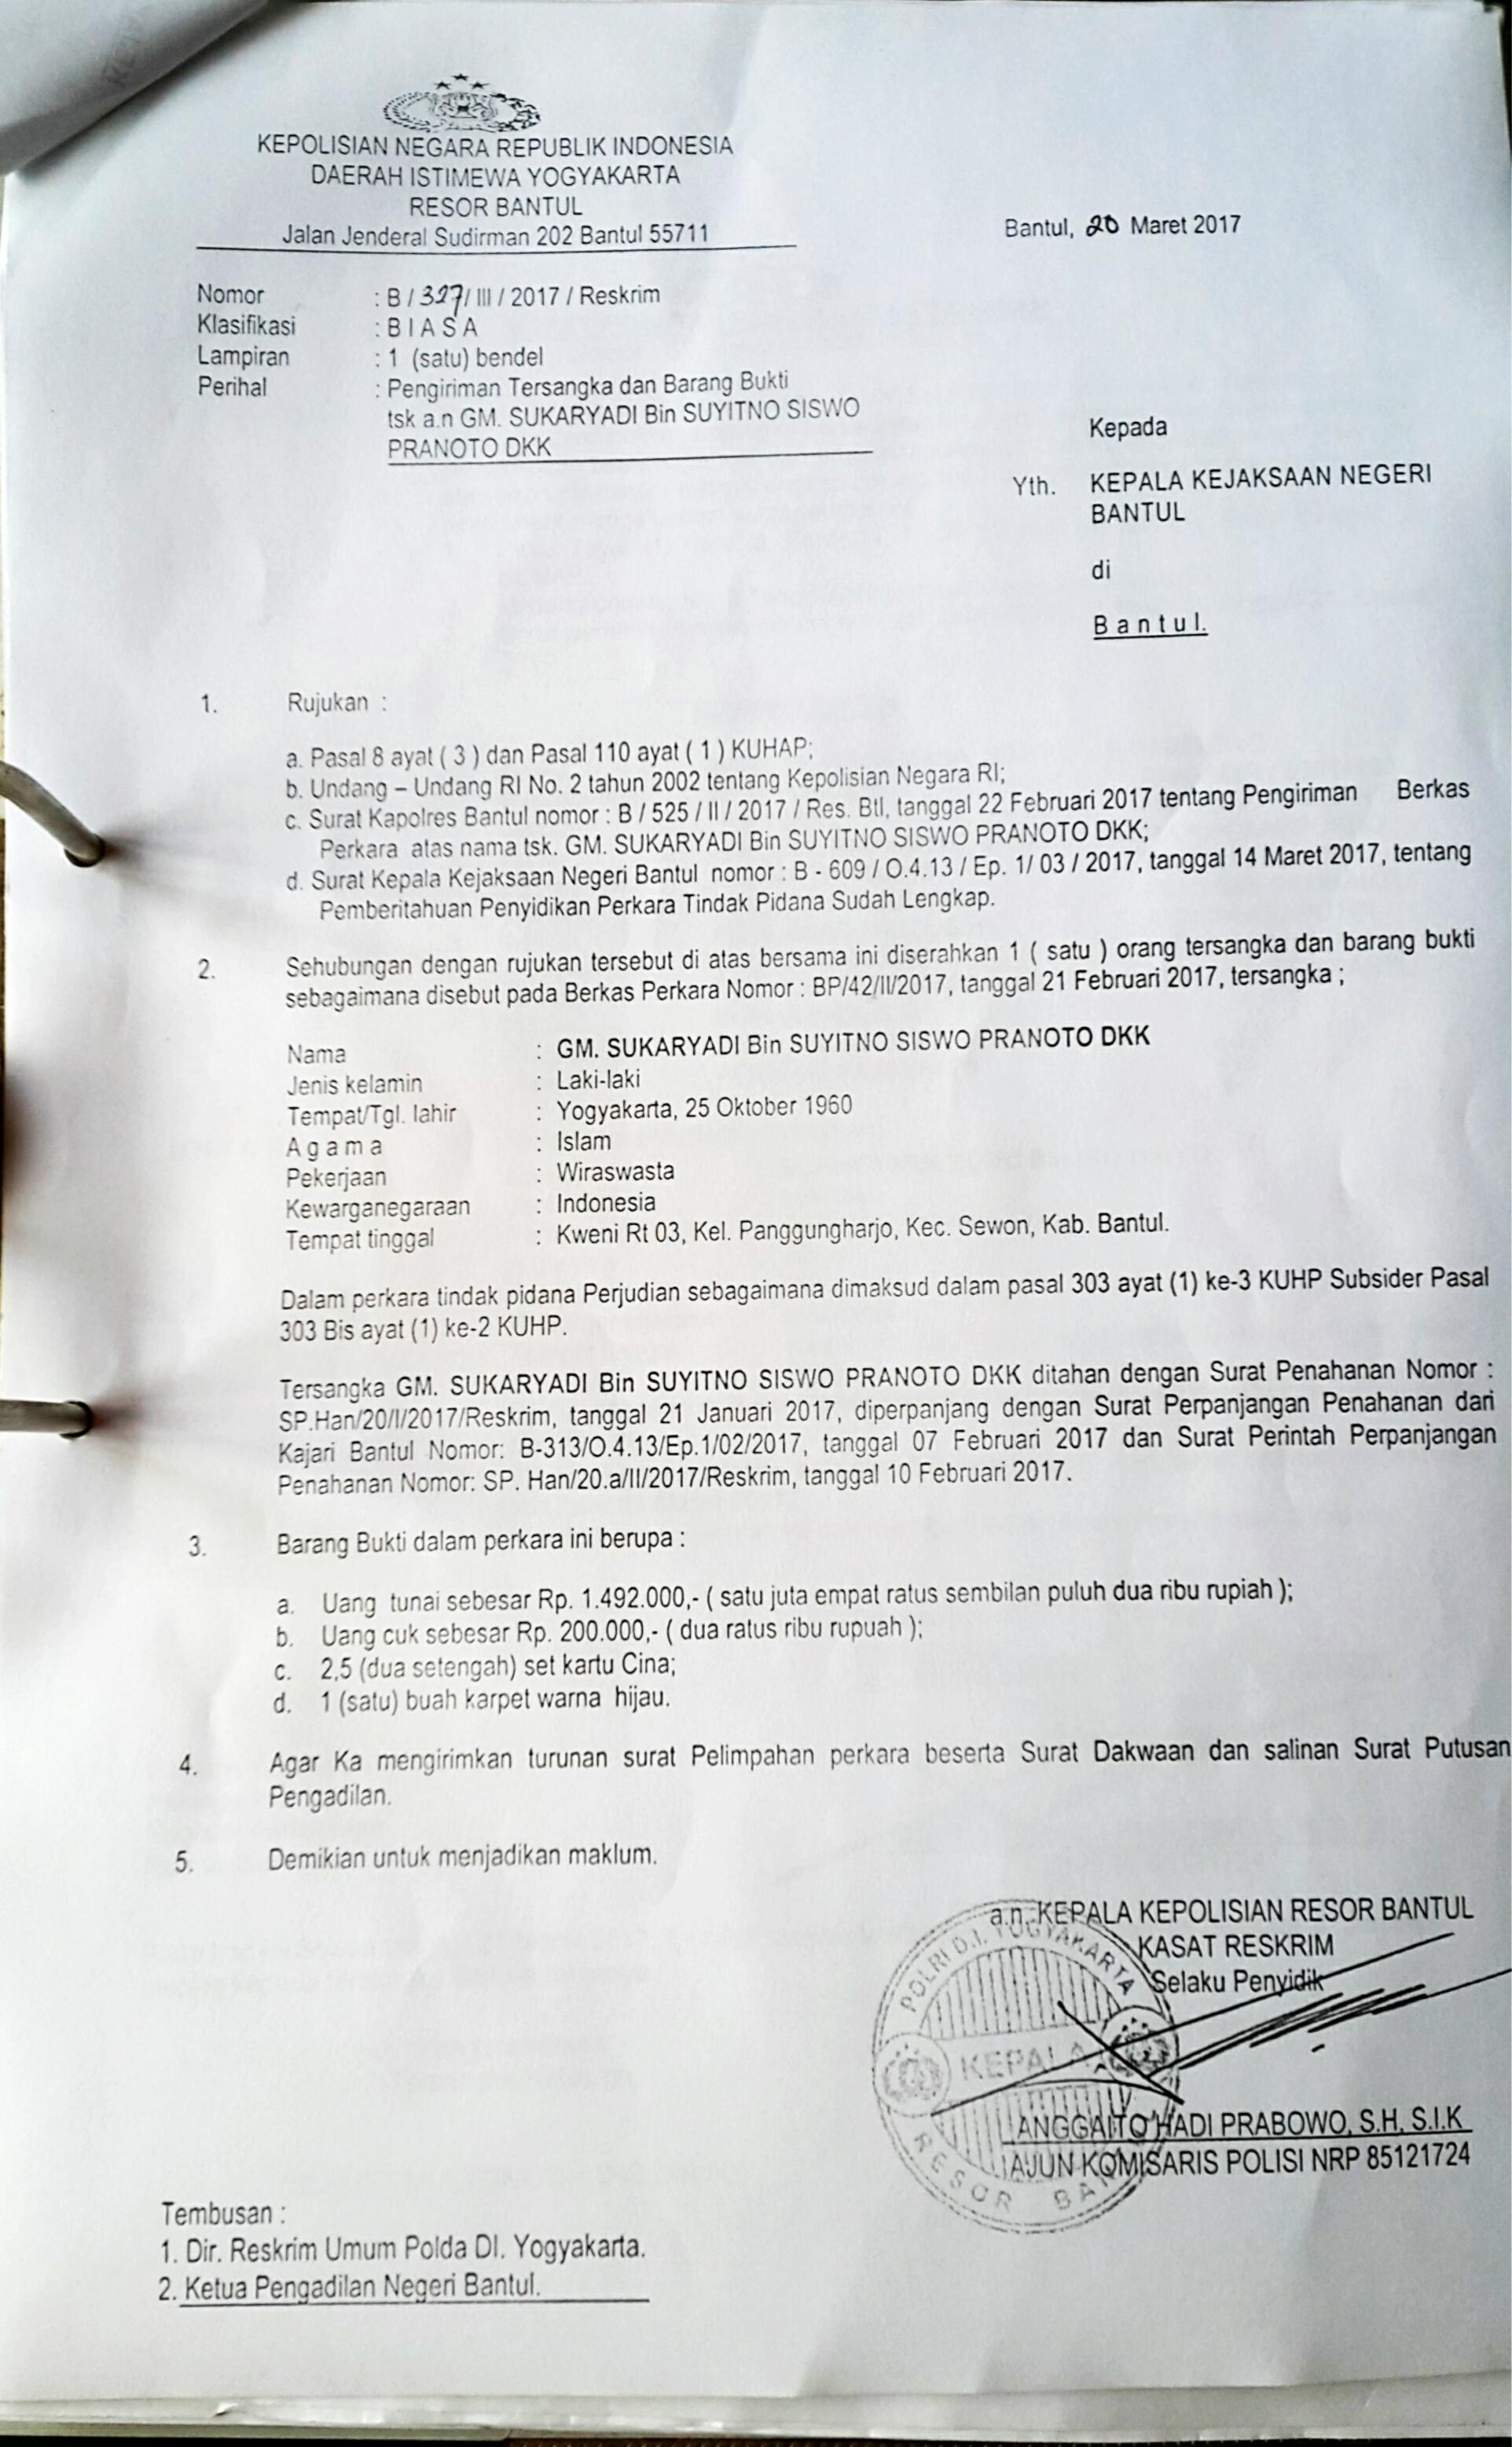 KEPOLISIAN NEGARA REPUBLIK INDONESIA
DAERAH ISTIMEWA YOGYAKARTA
RESOR BANTUL
Jalan Jenderal Sudirman 202 Bantul 55711
Bantul, 20 Maret 2017
Nomor : B / 327/ III / 2017 / Reskrim
Klasifikasi : B I A S A
Lampiran : 1 (satu) bendel
Perihal : Pengiriman Tersangka dan Barang Bukti
tsk a.n GM. SUKARYADI Bin SUYITNO SISWO
PRANOTO DKK
Kepada
Yth. KEPALA KEJAKSAAN NEGERI
BANTUL
di
B a n t u l.
1. Rujukan :
a. Pasal 8 ayat ( 3 ) dan Pasal 110 ayat ( 1 ) KUHAP;
b. Undang – Undang RI No. 2 tahun 2002 tentang Kepolisian Negara RI;
c. Surat Kapolres Bantul nomor : B / 525 / II / 2017 / Res. Btl, tanggal 22 Februari 2017 tentang Pengiriman Berkas
Perkara atas nama tsk. GM. SUKARYADI Bin SUYITNO SISWO PRANOTO DKK;
d. Surat Kepala Kejaksaan Negeri Bantul nomor : B - 609 / O.4.13 / Ep. 1/ 03 / 2017, tanggal 14 Maret 2017, tentang
Pemberitahuan Penyidikan Perkara Tindak Pidana Sudah Lengkap.
2. Sehubungan dengan rujukan tersebut di atas bersama ini diserahkan 1 ( satu ) orang tersangka dan barang bukti
sebagaimana disebut pada Berkas Perkara Nomor : BP/42/II/2017, tanggal 21 Februari 2017, tersangka ;
Nama : GM. SUKARYADI Bin SUYITNO SISWO PRANOTO DKK
Jenis kelamin : Laki-laki
Tempat/Tgl. lahir : Yogyakarta, 25 Oktober 1960
A g a m a : Islam
Pekerjaan : Wiraswasta
Kewarganegaraan : Indonesia
Tempat tinggal : Kweni Rt 03, Kel. Panggungharjo, Kec. Sewon, Kab. Bantul.
Dalam perkara tindak pidana Perjudian sebagaimana dimaksud dalam pasal 303 ayat (1) ke-3 KUHP Subsider Pasal
303 Bis ayat (1) ke-2 KUHP.
Tersangka GM. SUKARYADI Bin SUYITNO SISWO PRANOTO DKK ditahan dengan Surat Penahanan Nomor :
SP.Han/20/I/2017/Reskrim, tanggal 21 Januari 2017, diperpanjang dengan Surat Perpanjangan Penahanan dari
Kajari Bantul Nomor: B-313/O.4.13/Ep.1/02/2017, tanggal 07 Februari 2017 dan Surat Perintah Perpanjangan
Penahanan Nomor: SP. Han/20.a/II/2017/Reskrim, tanggal 10 Februari 2017.
3. Barang Bukti dalam perkara ini berupa :
a. Uang tunai sebesar Rp. 1.492.000,- ( satu juta empat ratus sembilan puluh dua ribu rupiah );
b. Uang cuk sebesar Rp. 200.000,- ( dua ratus ribu rupuah );
c. 2,5 (dua setengah) set kartu Cina;
d. 1 (satu) buah karpet warna hijau.
4. Agar Ka mengirimkan turunan surat Pelimpahan perkara beserta Surat Dakwaan dan salinan Surat Putusan
Pengadilan.
5. Demikian untuk menjadikan maklum.
a.n. KEPALA KEPOLISIAN RESOR BANTUL
KASAT RESKRIM
Selaku Penyidik
POLRI D.I. YOGYAKARTA
KEPALA
RESOR BAN
ANGGAITO HADI PRABOWO, S.H, S.I.K
AJUN KOMISARIS POLISI NRP 85121724
Tembusan :
1. Dir. Reskrim Umum Polda DI. Yogyakarta.
2. Ketua Pengadilan Negeri Bantul.